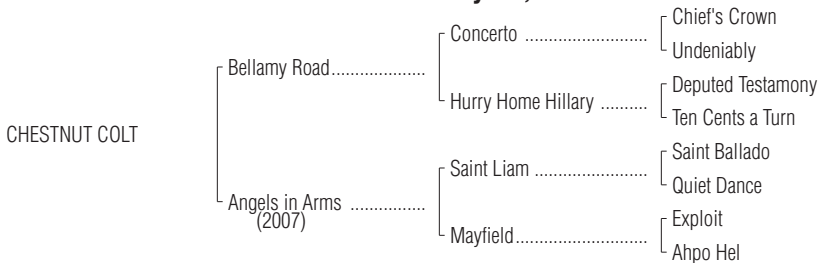 Chief's Crown
Concerto ..........................
Undeniably
Bellamy Road....................
Deputed Testamony
Hurry Home Hillary ..........
Ten Cents a Turn
CHESTNUT COLT
Saint Ballado
Saint Liam ........................
Quiet Dance
Angels in Arms ................
(2007)
Exploit
Mayfield............................
Ahpo Hel